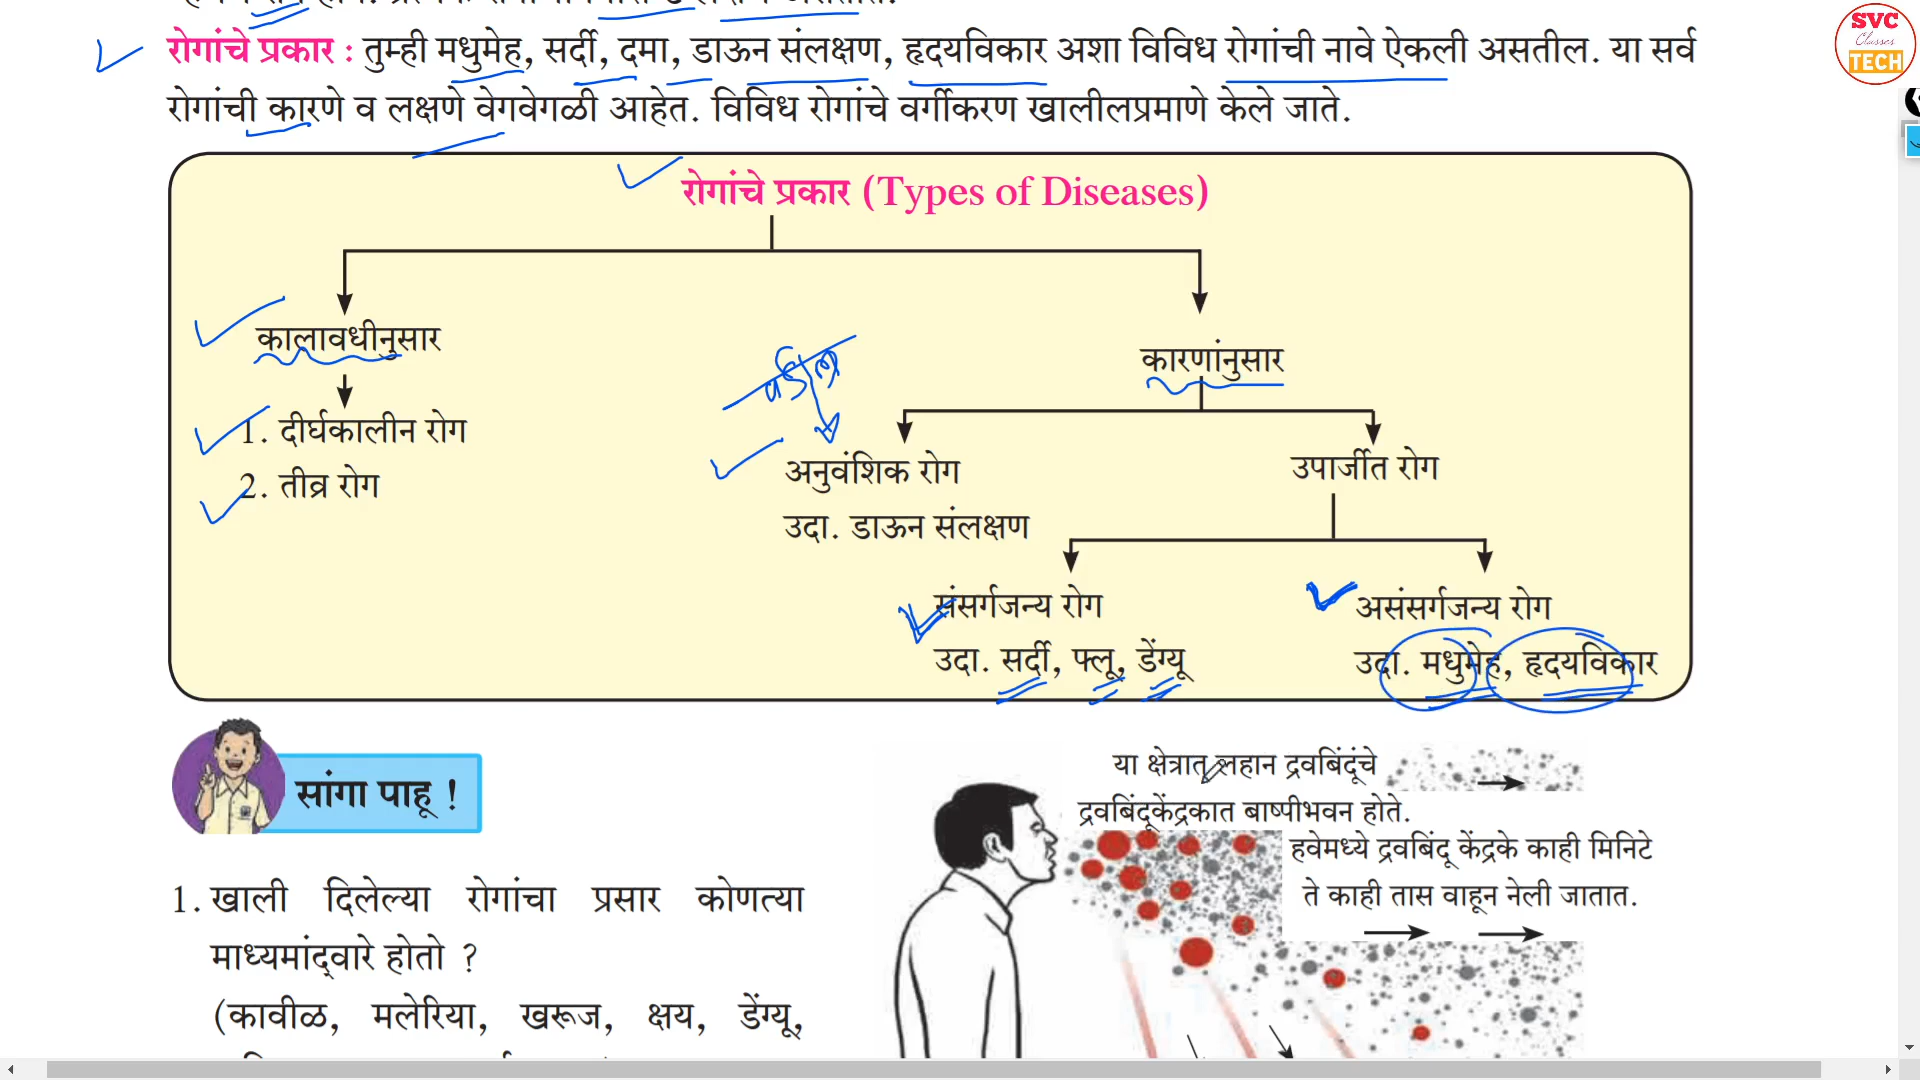 रोगांचे प्रकार : तुम्ही मधुमेह, सर्दी, दमा, डाऊन संलक्षण, हृदयविकार अशा विविध रोगांची नावे ऐकली असतील. या सर्व
रोगांची कारणे व लक्षणे वेगवेगळी आहेत. विविध रोगांचे वर्गीकरण खालीलप्रमाणे केले जाते.
SVC
Classes
TECH
रोगांचे प्रकार (Types of Diseases)
कालावधीनुसार
1. दीर्घकालीन रोग
2. तीव्र रोग
कारणांनुसार
अनुवंशिक रोग
उदा. डाऊन संलक्षण
उपार्जीत रोग
संसर्गजन्य रोग
उदा. सर्दी, फ्लू, डेंग्यू
असंसर्गजन्य रोग
उदा. मधुमेह, हृदयविकार
सांगा पाहू !
1. खाली दिलेल्या रोगांचा प्रसार कोणत्या
माध्यमांद्वारे होतो ?
(कावीळ, मलेरिया, खरूज, क्षय, डेंग्यू,
या क्षेत्रात लहान द्रवबिंदूंचे
द्रवबिंदूकेंद्रकात बाष्पीभवन होते.
हवेमध्ये द्रवबिंदू केंद्रके काही मिनिटे
ते काही तास वाहून नेली जातात.